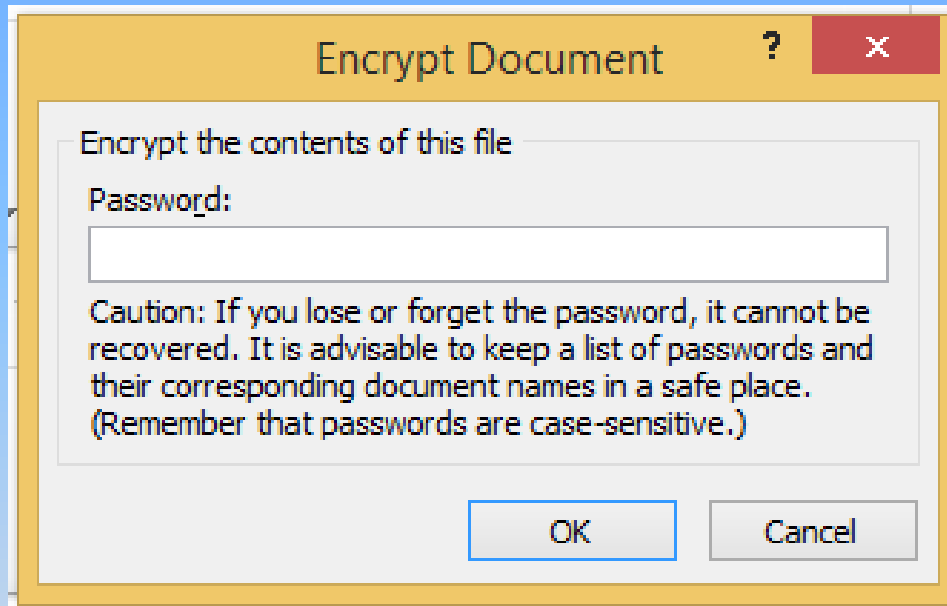 Encrypt Document ?
Encrypt the contents of this file
Password:
Caution: If you lose or forget the password, it cannot be
recovered. It is advisable to keep a list of passwords and
their corresponding document names in a safe place.
(Remember that passwords are case-sensitive.)
OK Cancel